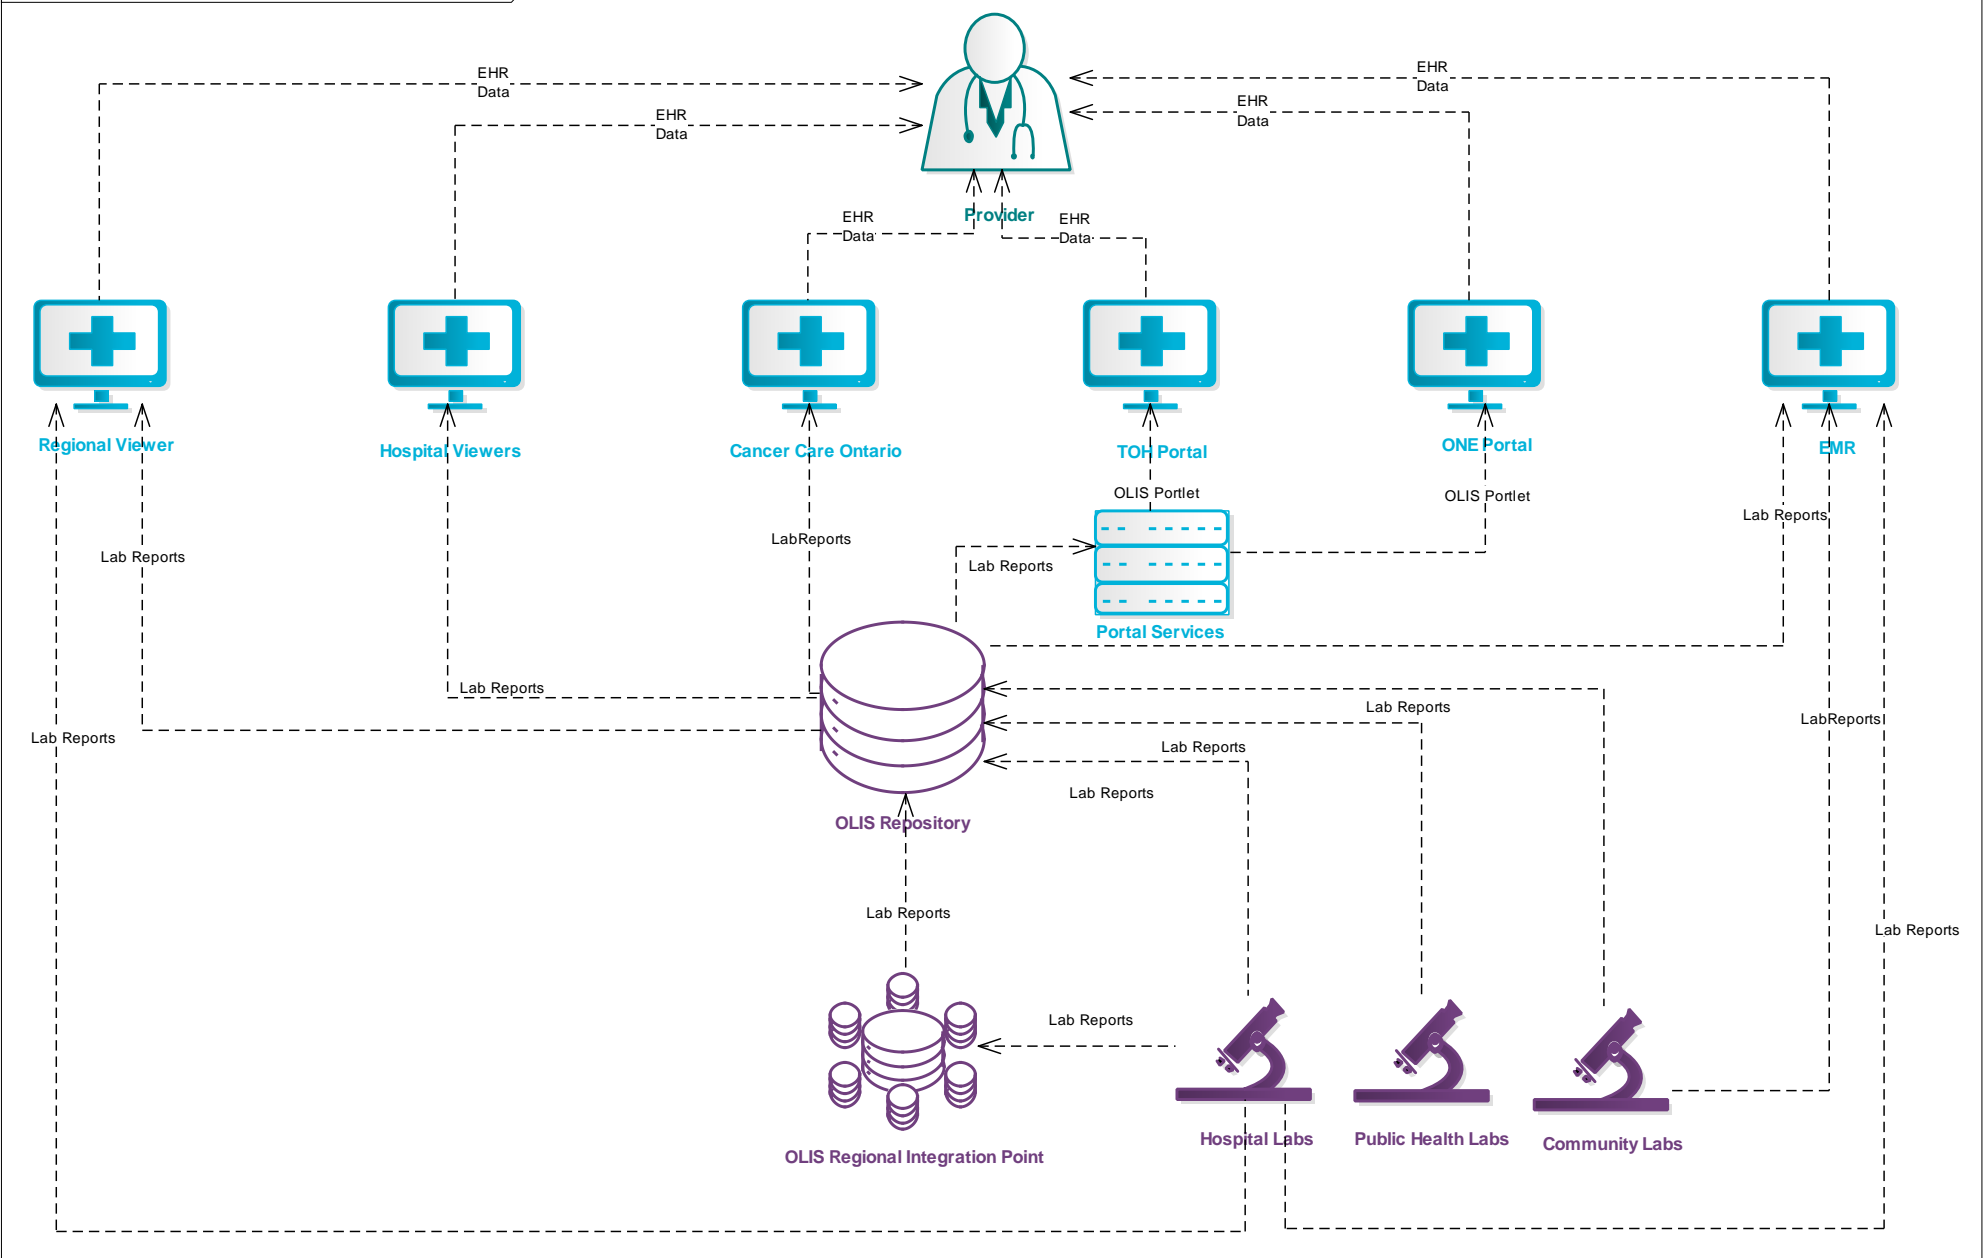 EHR
Data
EHR
Data
EHR
Data
EHR
Data
Provider
EHR
Data
EHR
Data
Regional Viewer
Hospital Viewers
Cancer Care Ontario
TOH Portal
ONE Portal
EMR
OLIS Portlet
OLIS Portlet
Lab Reports
LabReports
Lab Reports
Lab Reports
Portal Services
Lab Reports
Lab Reports
LabReports
Lab Reports
Lab Reports
Lab Reports
OLIS Repository
Lab Reports
Lab Reports
Lab Reports
Hospital Labs
Public Health Labs
Community Labs
OLIS Regional Integration Point